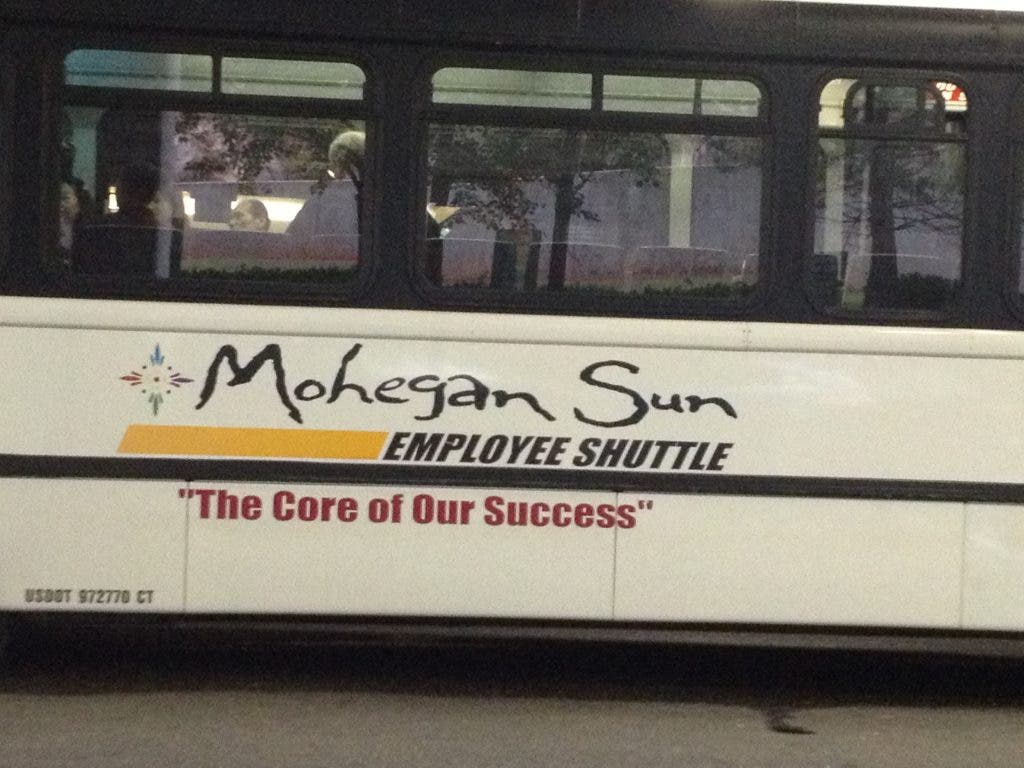 Mohegan Sun
EMPLOYEE SHUTTLE
"The Core of Our Success"
USDOT 972770 CT